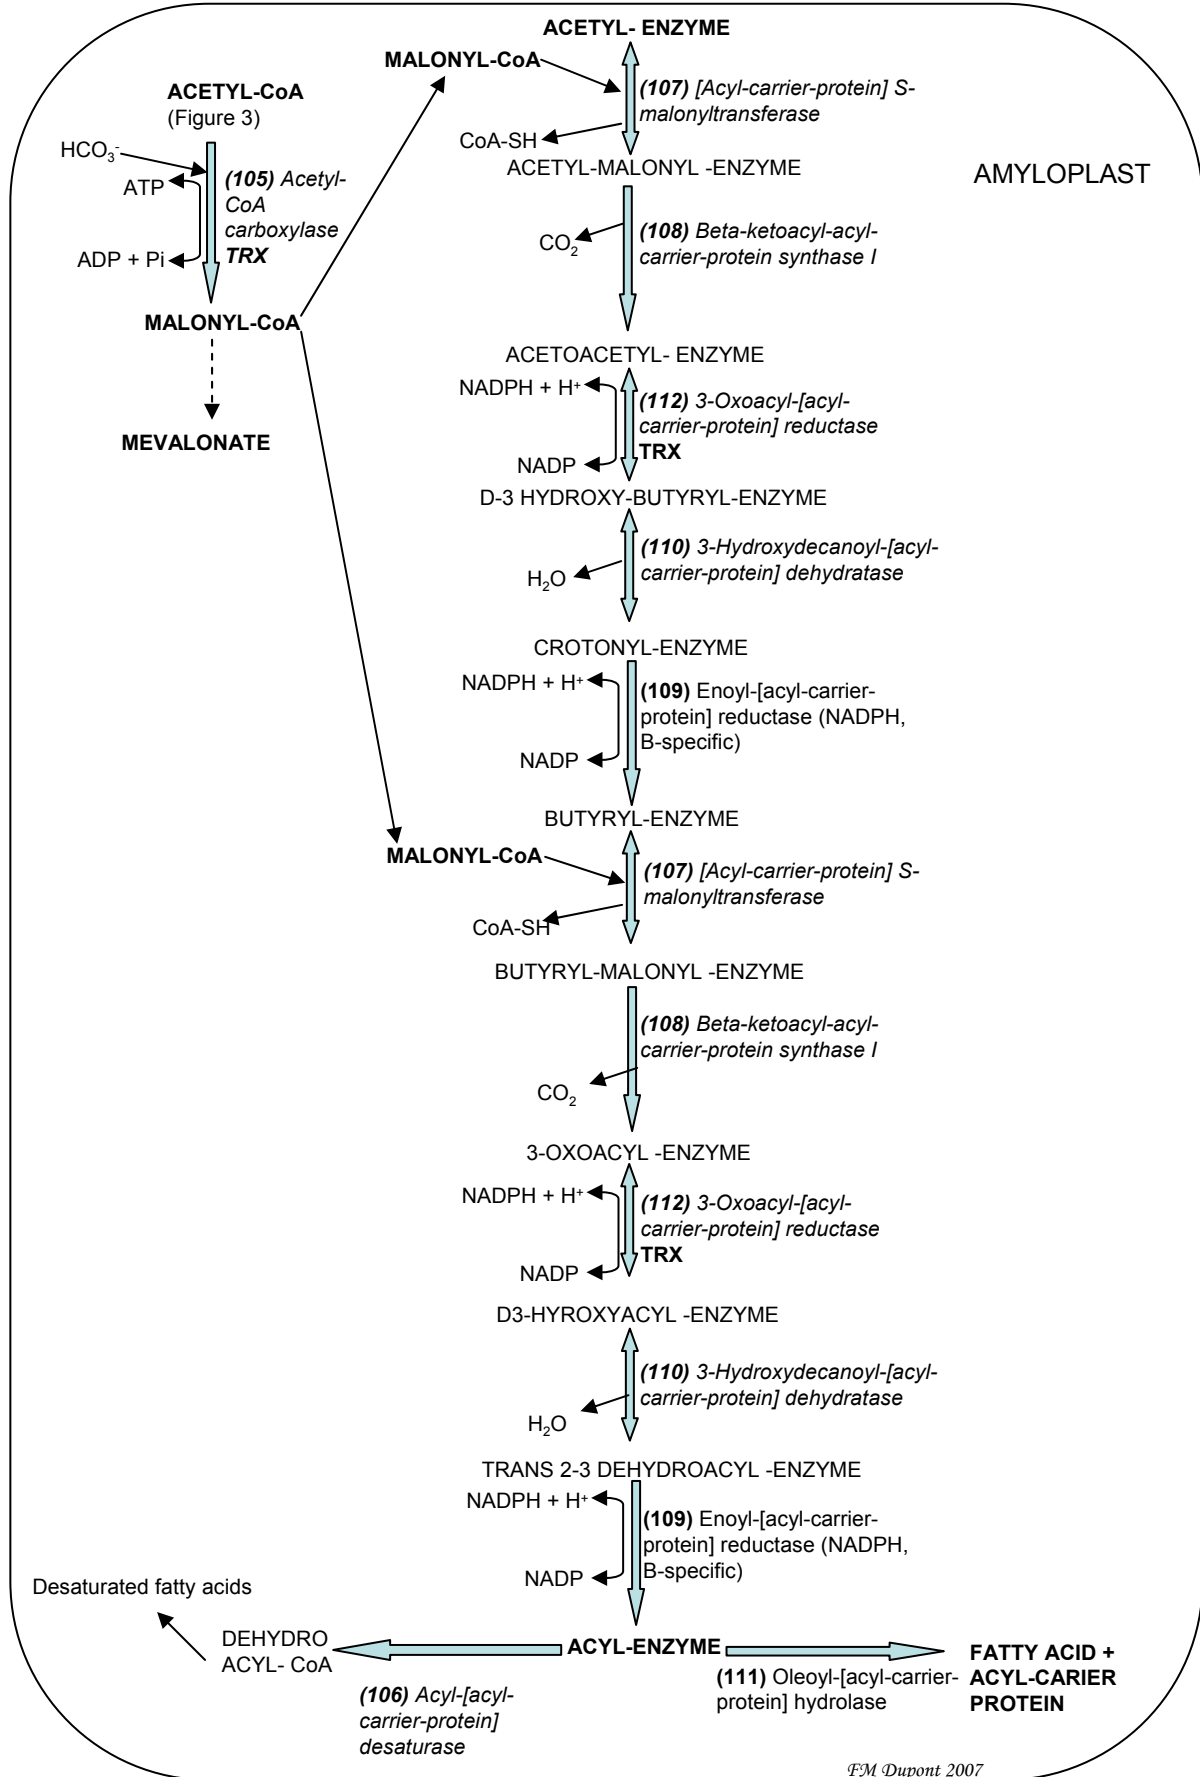 ACETYL- ENZYME
MALONYL-CoA
(107) [Acyl-carrier-protein] S-
malonyltransferase
CoA-SH
ACETYL-CoA
(Figure 3)
HCO3-
ATP
(105) Acetyl-
CoA
carboxylase
TRX
ADP + Pi
MALONYL-CoA
MEVALONATE
AMYLOPLAST
ACETYL-MALONYL -ENZYME
(108) Beta-ketoacyl-acyl-
carrier-protein synthase I
CO2
ACETOACETYL- ENZYME
NADPH + H+
(112) 3-Oxoacyl-[acyl-
carrier-protein] reductase
TRX
NADP
D-3 HYDROXY-BUTYRYL-ENZYME
(110) 3-Hydroxydecanoyl-[acyl-
carrier-protein] dehydratase
H2O
CROTONYL-ENZYME
NADPH + H+
(109) Enoyl-[acyl-carrier-
protein] reductase (NADPH,
B-specific)
NADP
BUTYRYL-ENZYME
MALONYL-CoA
(107) [Acyl-carrier-protein] S-
malonyltransferase
CoA-SH
BUTYRYL-MALONYL -ENZYME
(108) Beta-ketoacyl-acyl-
carrier-protein synthase I
CO2
3-OXOACYL -ENZYME
NADPH + H+
(112) 3-Oxoacyl-[acyl-
carrier-protein] reductase
TRX
NADP
D3-HYROXYACYL -ENZYME
(110) 3-Hydroxydecanoyl-[acyl-
carrier-protein] dehydratase
H2O
TRANS 2-3 DEHYDROACYL -ENZYME
NADPH + H+
(109) Enoyl-[acyl-carrier-
protein] reductase (NADPH,
B-specific)
NADP
Desaturated fatty acids
DEHYDRO
ACYL- CoA
(106) Acyl-[acyl-
carrier-protein]
desaturase
ACYL-ENZYME
(111) Oleoyl-[acyl-carrier-
protein] hydrolase
FATTY ACID +
ACYL-CARIER
PROTEIN
FM Dupont 2007